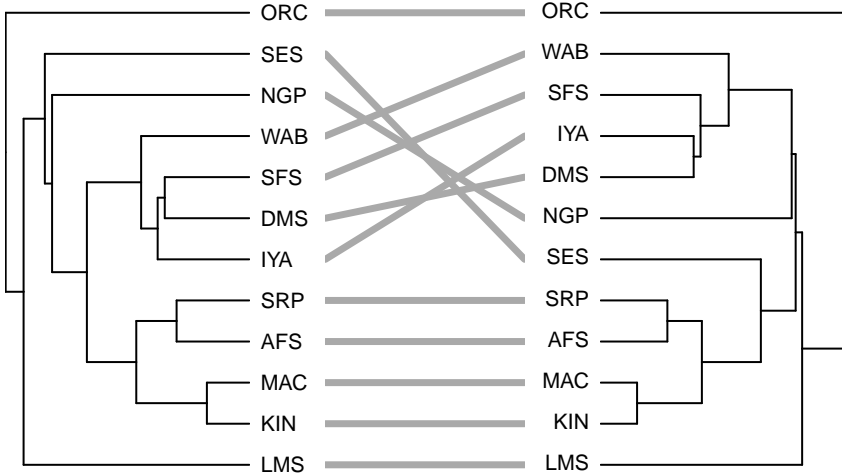 ORC ORC
SES WAB
NGP SFS
WAB IYA
SFS DMS
DMS NGP
IYA SES
SRP SRP
AFS AFS
MAC MAC
KIN KIN
LMS LMS